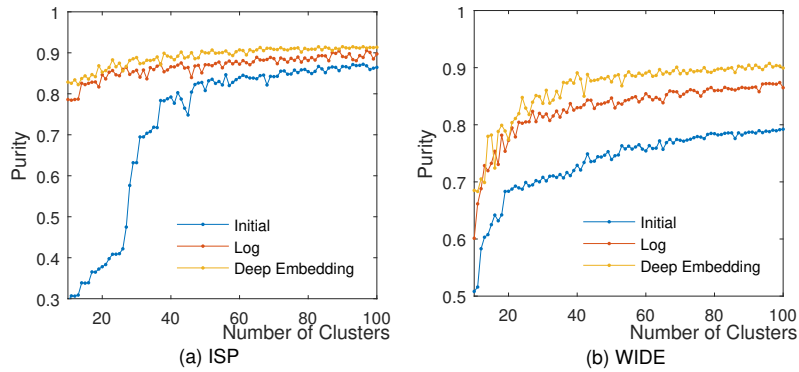 1
0.9
0.8
0.7
0.6
0.5
0.4
0.3
Purity
Initial
Log
Deep Embedding
20
40
60
80
100
Number of Clusters
(a) ISP
1
0.9
0.8
0.7
0.6
0.5
Purity
Initial
Log
Deep Embedding
20
40
60
80
100
Number of Clusters
(b) WIDE